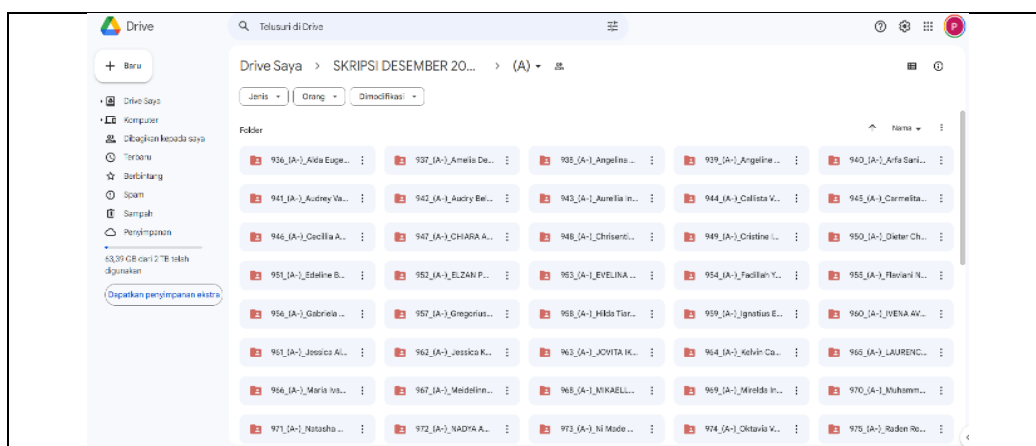 Drive
Telusuri di Drive
P
Baru
Drive Saya > SKRIPSI DESEMBER 20... > (A)
Jenis
Orang
Dimodifikasi
Drive Saya
Komputer
Dibagikan kepada saya
Terbaru
Berbintang
Spam
Sampah
Penyimpanan
63,39 GB dari 2 TB telah
digunakan
Dapatkan penyimpanan ekstra
Folder
Nama
936_(A-)_Alda Euge...
937_(A-)_Amelia De...
938_(A-)_Angelina ...
939_(A-)_Angeline ...
940_(A-)_Arfa Sani...
941_(A-)_Audrey Va...
942_(A-)_Audry Bel...
943_(A-)_Aurellia In...
944_(A-)_Callista V...
945_(A-)_Carmelita...
946_(A-)_Cecillia A...
947_(A-)_CHIARA A...
948_(A-)_Chrisenti...
949_(A-)_Cristine I...
950_(A-)_Dieter Ch...
951_(A-)_Edeline B...
952_(A-)_ELZAN P...
953_(A-)_EVELINA ...
954_(A-)_Fadillah Y...
955_(A-)_Flaviani N...
956_(A-)_Gabriela ...
957_(A-)_Gregorius...
958_(A-)_Hilda Tiar...
959_(A-)_Ignatius E...
960_(A-)_IVENA AV...
961_(A-)_Jessica Al...
962_(A-)_Jessica K...
963_(A-)_JOVITA IK...
964_(A-)_Kelvin Ca...
965_(A-)_LAURENC...
966_(A-)_Maria Iva...
967_(A-)_Meidelinn...
968_(A-)_MIKAELL...
969_(A-)_Mirelda In...
970_(A-)_Muhamm...
971_(A-)_Natasha ...
972_(A-)_NADYA A...
973_(A-)_Ni Made ...
974_(A-)_Oktavia V...
975_(A-)_Raden Ro...